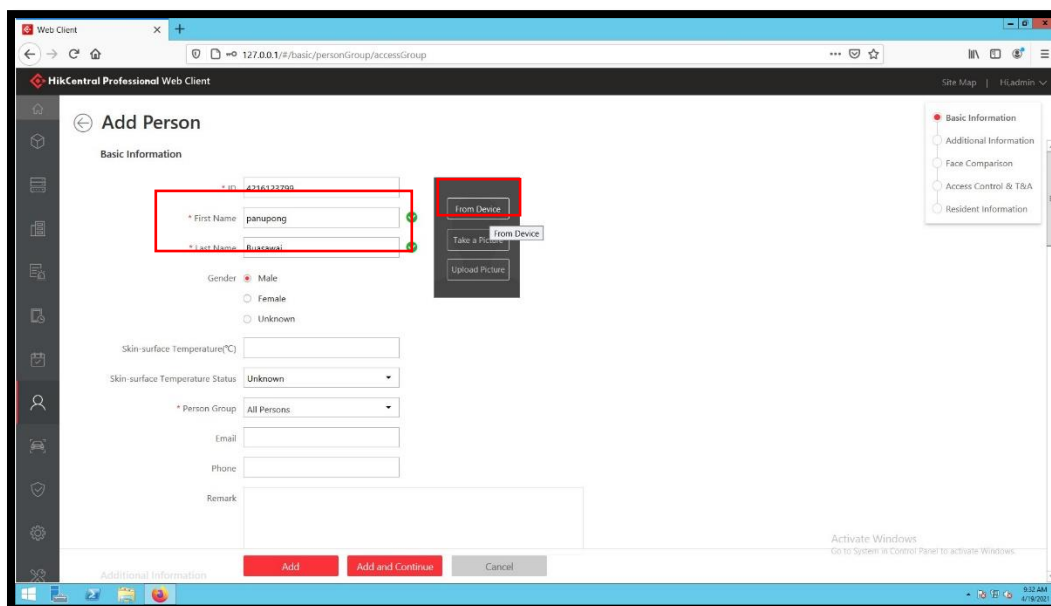 Web Client
127.0.0.1/#/basic/personGroup/accessGroup
HikCentral Professional Web Client
Site Map | Hi,admin
Add Person
Basic Information
Additional Information
Face Comparison
Access Control & T&A
Resident Information
Basic Information
* ID 4216123799
* First Name panupong
* Last Name Buasawai
From Device
Take a Picture
From Device
Upload Picture
Gender Male
Female
Unknown
Skin-surface Temperature(℃)
Skin-surface Temperature Status Unknown
* Person Group All Persons
Email
Phone
Remark
Activate Windows
Go to System in Control Panel to activate Windows.
Additional Information
Add
Add and Continue
Cancel
9:32 AM
4/19/2021